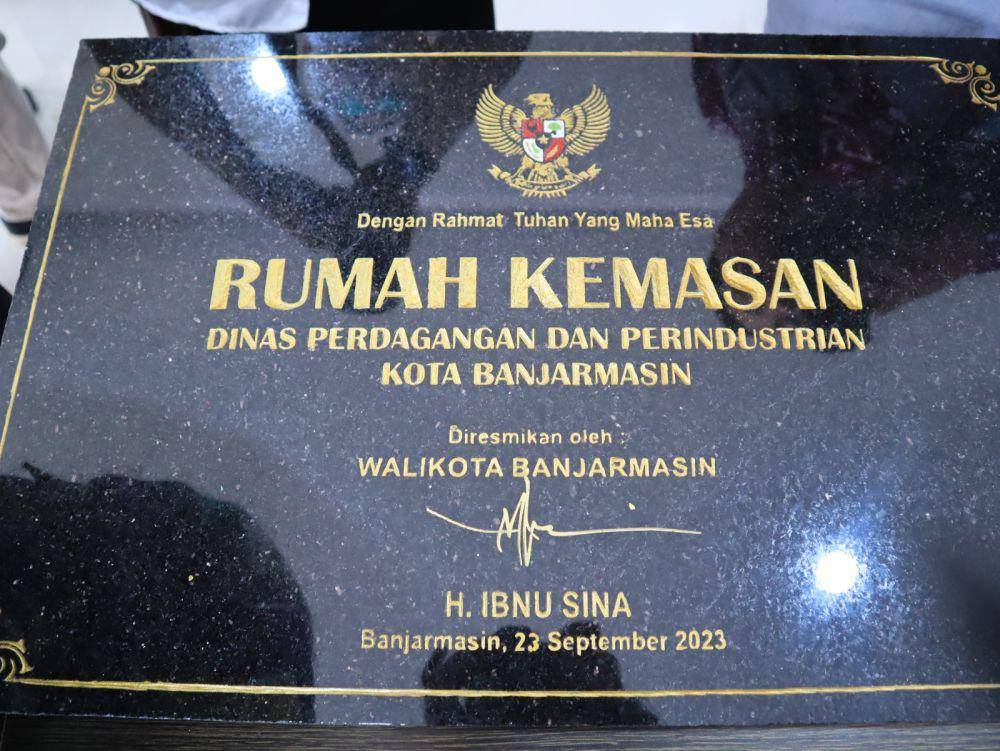 Dengan Rahmat Tuhan Yang Maha Esa
RUMAH KEMASAN
DINAS PERDAGANGAN DAN PERINDUSTRIAN
KOTA BANJARMASIN
Diresmikan oleh :
WALIKOTA BANJARMASIN
H. IBNU SINA
Banjarmasin, 23 September 2023